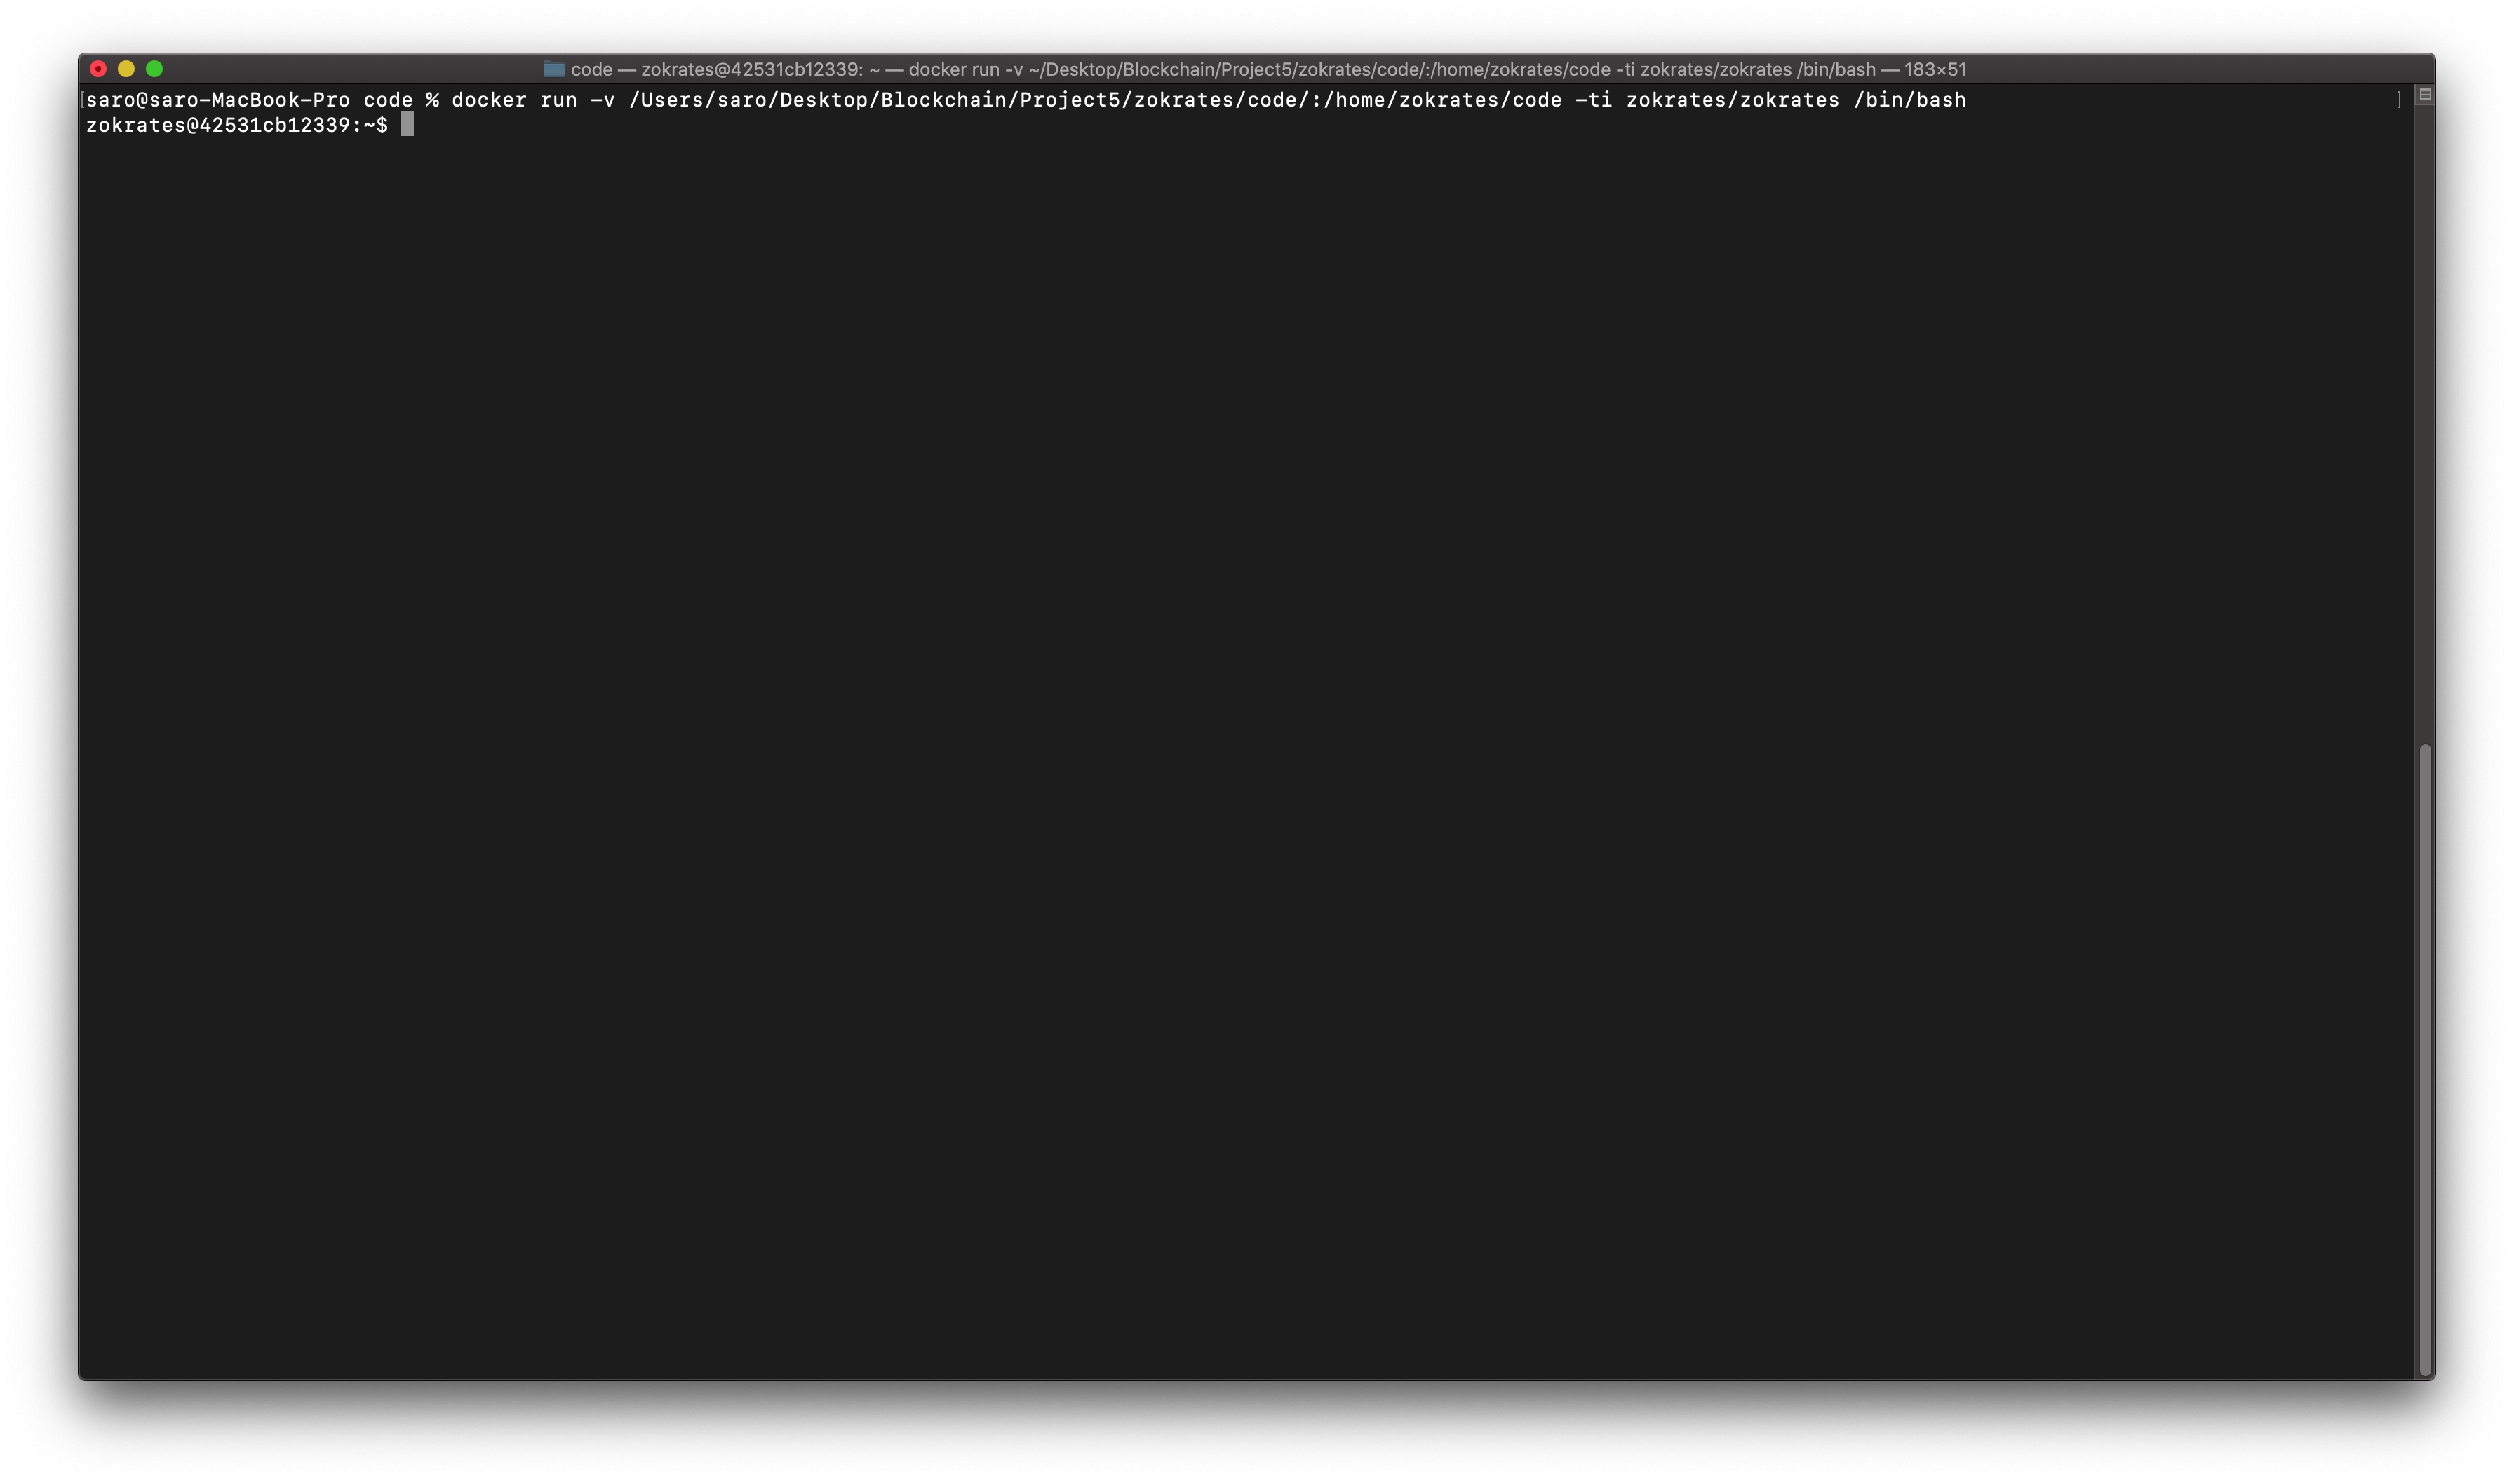 code — zokrates@42531cb12339: ~ — docker run -v ~/Desktop/Blockchain/Project5/zokrates/code/:/home/zokrates/code -ti zokrates/zokrates /bin/bash — 183×51
[saro@saro-MacBook-Pro code % docker run -v /Users/saro/Desktop/Blockchain/Project5/zokrates/code/:/home/zokrates/code -ti zokrates/zokrates /bin/bash ]
zokrates@42531cb12339:~$